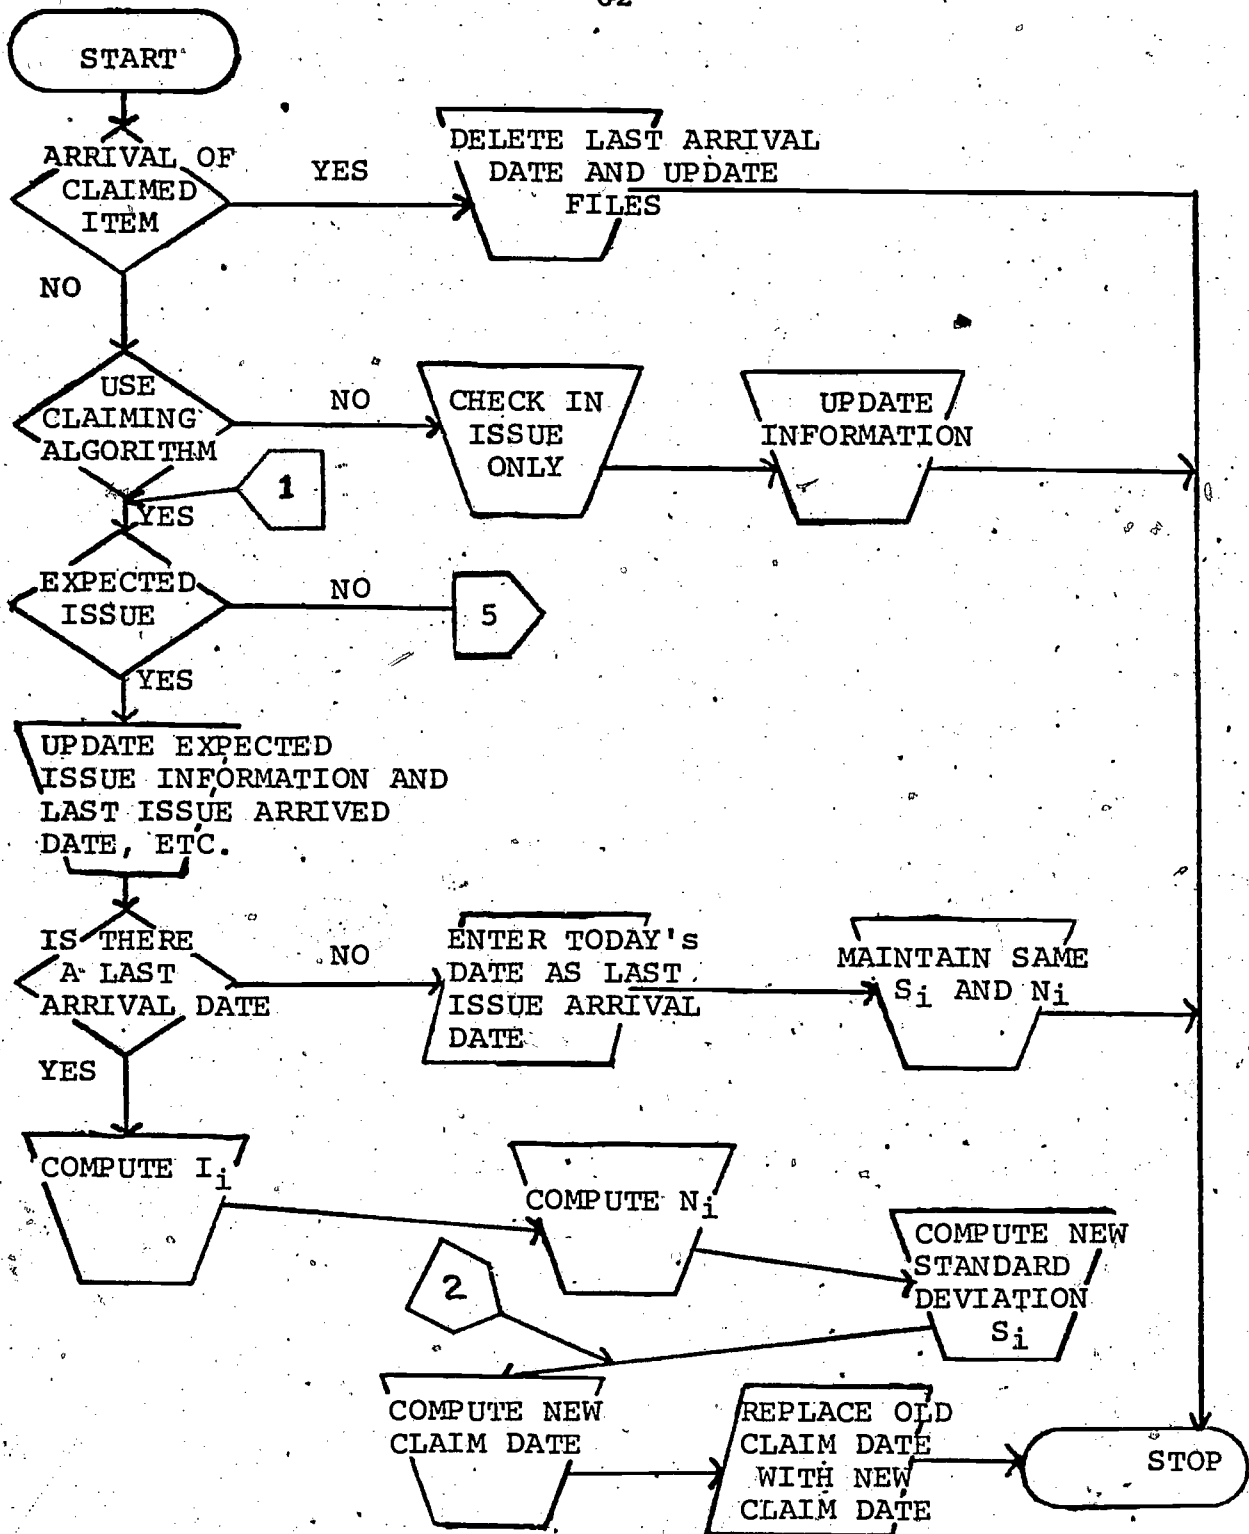 START
ARRIVAL OF
CLAIMED
ITEM
YES
DELETE LAST ARRIVAL
DATE AND UPDATE
FILES
NO
USE
CLAIMING
ALGORITHM
NO
CHECK IN
ISSUE
ONLY
UPDATE
INFORMATION
1
YES
EXPECTED
ISSUE
NO
5
YES
UPDATE EXPECTED
ISSUE INFORMATION AND
LAST ISSUE ARRIVED
DATE, ETC.
IS THERE
A LAST
ARRIVAL DATE
NO
ENTER TODAY's
DATE AS LAST
ISSUE ARRIVAL
DATE
MAINTAIN SAME
Si AND Ni
YES
COMPUTE Ii
COMPUTE Ni
COMPUTE NEW
STANDARD
DEVIATION
Si
2
COMPUTE NEW
CLAIM DATE
REPLACE OLD
CLAIM DATE
WITH NEW
CLAIM DATE
STOP